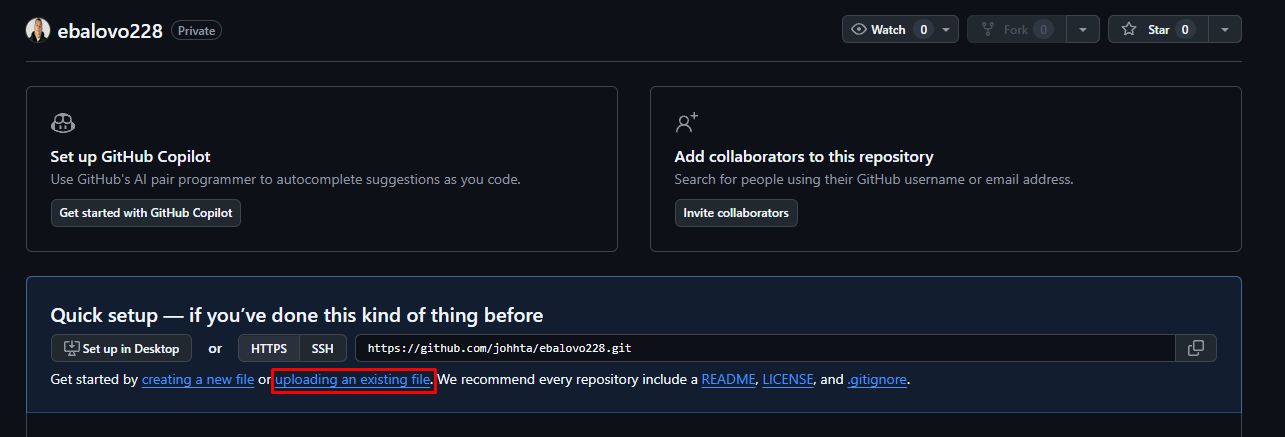 ebalovo228 Private Watch 0 Fork 0 Star 0
Set up GitHub Copilot
Use GitHub's AI pair programmer to autocomplete suggestions as you code.
Get started with GitHub Copilot
Add collaborators to this repository
Search for people using their GitHub username or email address.
Invite collaborators
Quick setup — if you've done this kind of thing before
Set up in Desktop or HTTPS SSH https://github.com/johhta/ebalovo228.git
Get started by creating a new file or uploading an existing file. We recommend every repository include a README, LICENSE, and .gitignore.